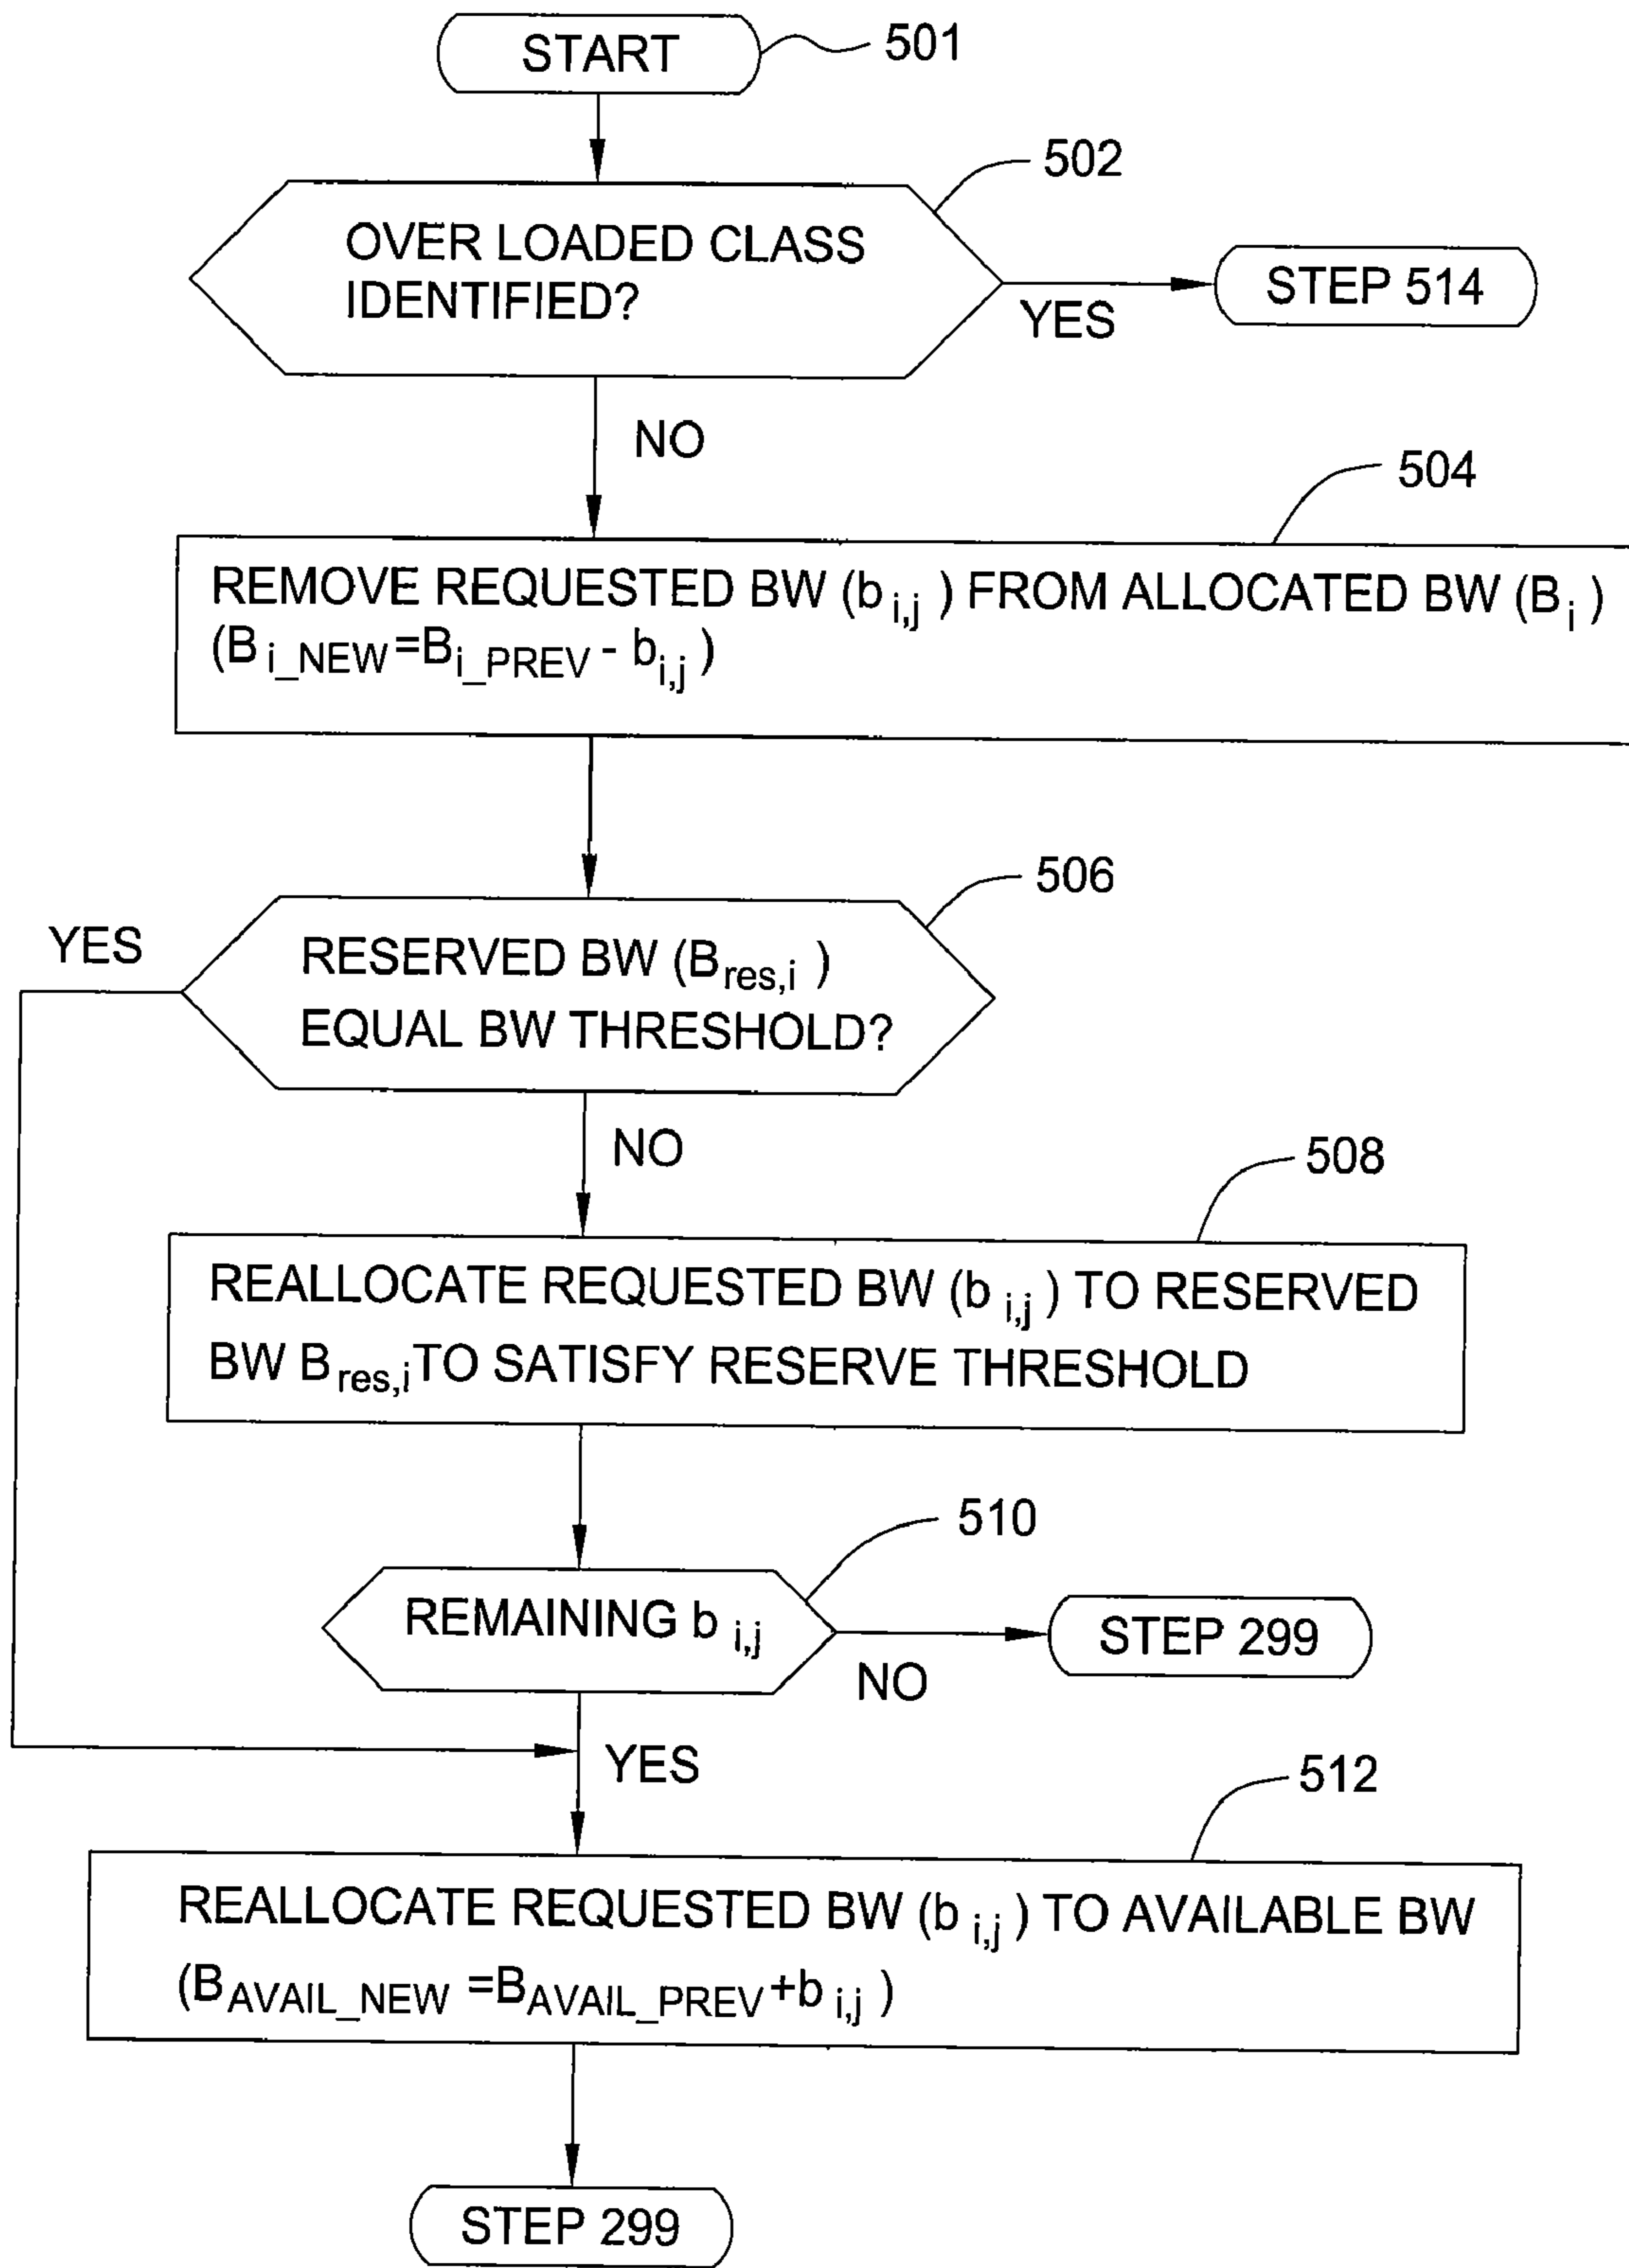 START
501
502
OVER LOADED CLASS
IDENTIFIED?
YES
STEP 514
NO
504
REMOVE REQUESTED BW (b i,j ) FROM ALLOCATED BW (B i )
(B i_NEW =B i_PREV - b i,j )
506
YES
RESERVED BW (B res,i )
EQUAL BW THRESHOLD?
NO
508
REALLOCATE REQUESTED BW (b i,j ) TO RESERVED
BW B res,i TO SATISFY RESERVE THRESHOLD
510
REMAINING b i,j
STEP 299
NO
YES
512
REALLOCATE REQUESTED BW (b i,j ) TO AVAILABLE BW
(B AVAIL_NEW =B AVAIL_PREV +b i,j )
STEP 299